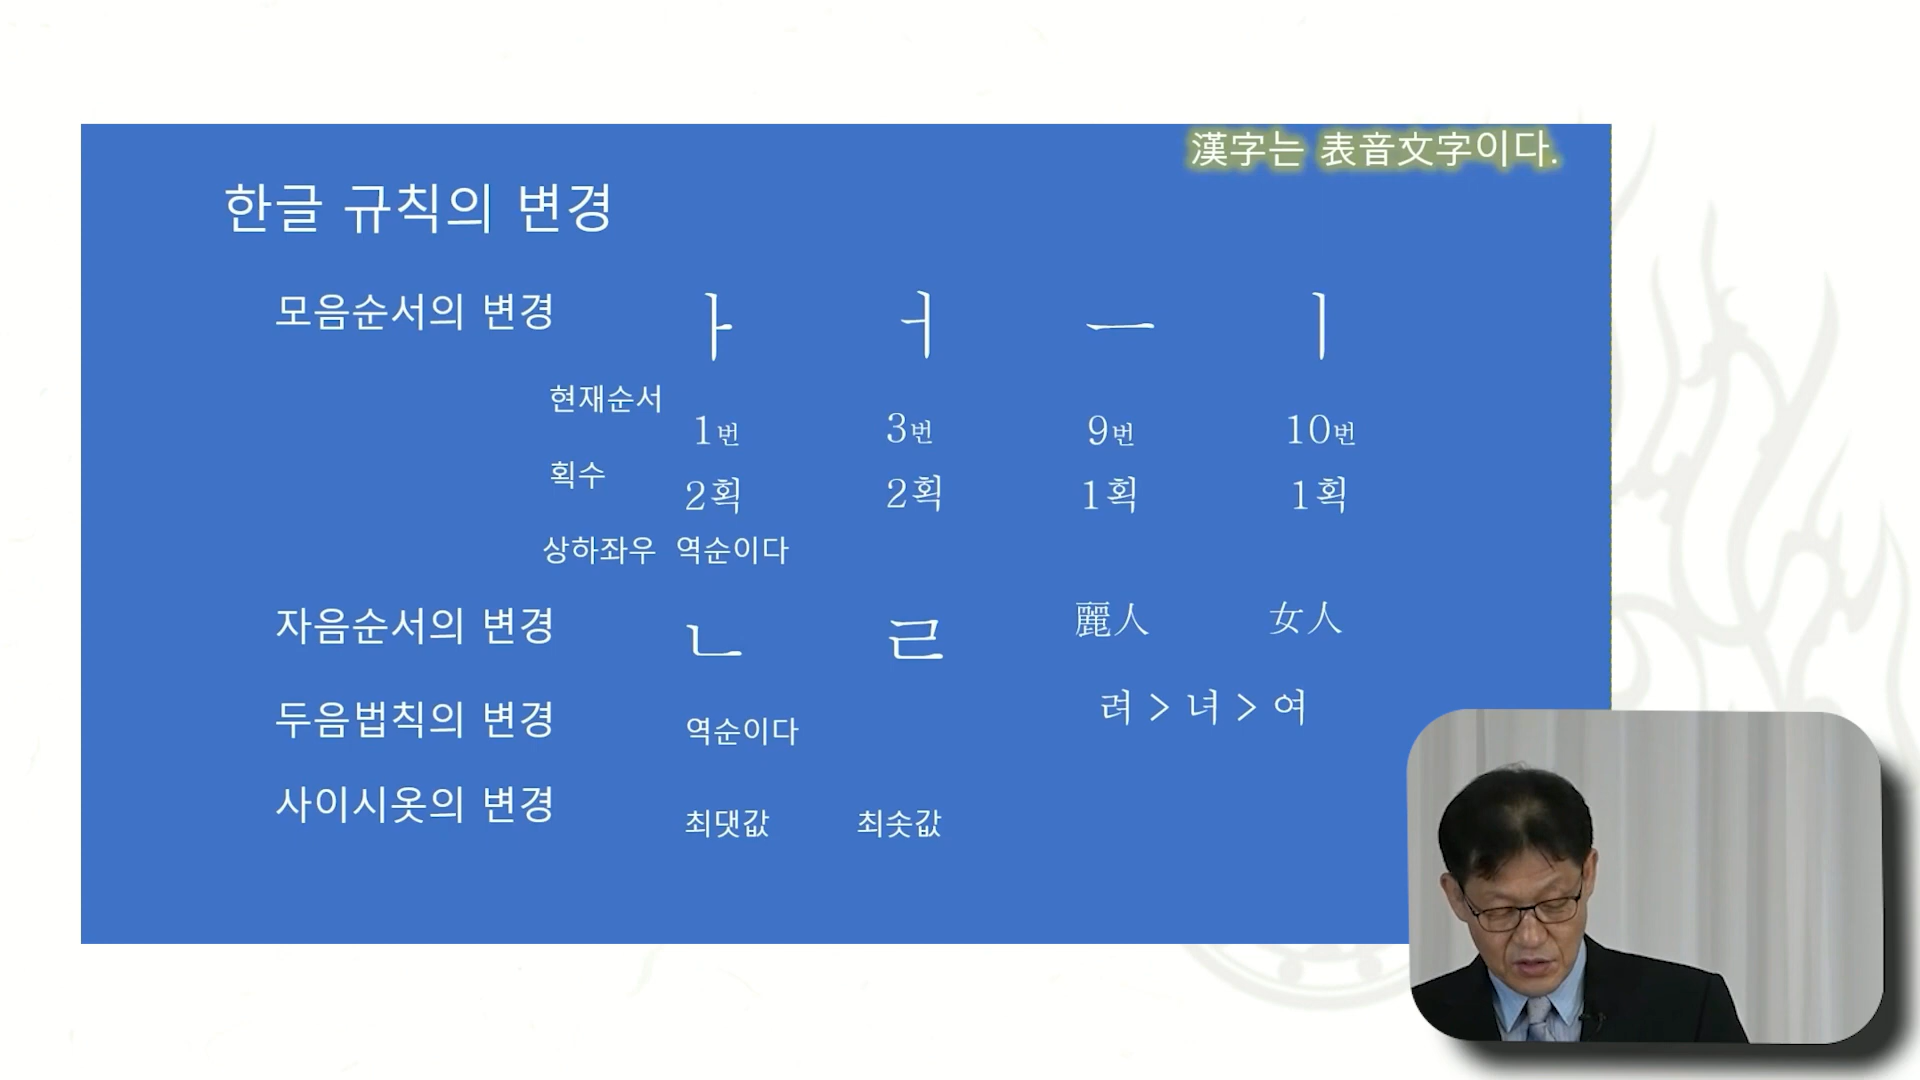 漢字는 表音文字이다.
한글 규칙의 변경
모음순서의 변경 ㅏ ㅓ ㅡ ㅣ
현재순서 1번 3번 9번 10번
획수 2획 2획 1획 1획
상하좌우 역순이다
자음순서의 변경 ㄴ ㄹ 麗人 女人
두음법칙의 변경 역순이다 려 > 녀 > 여
사이시옷의 변경 최댓값 최솟값